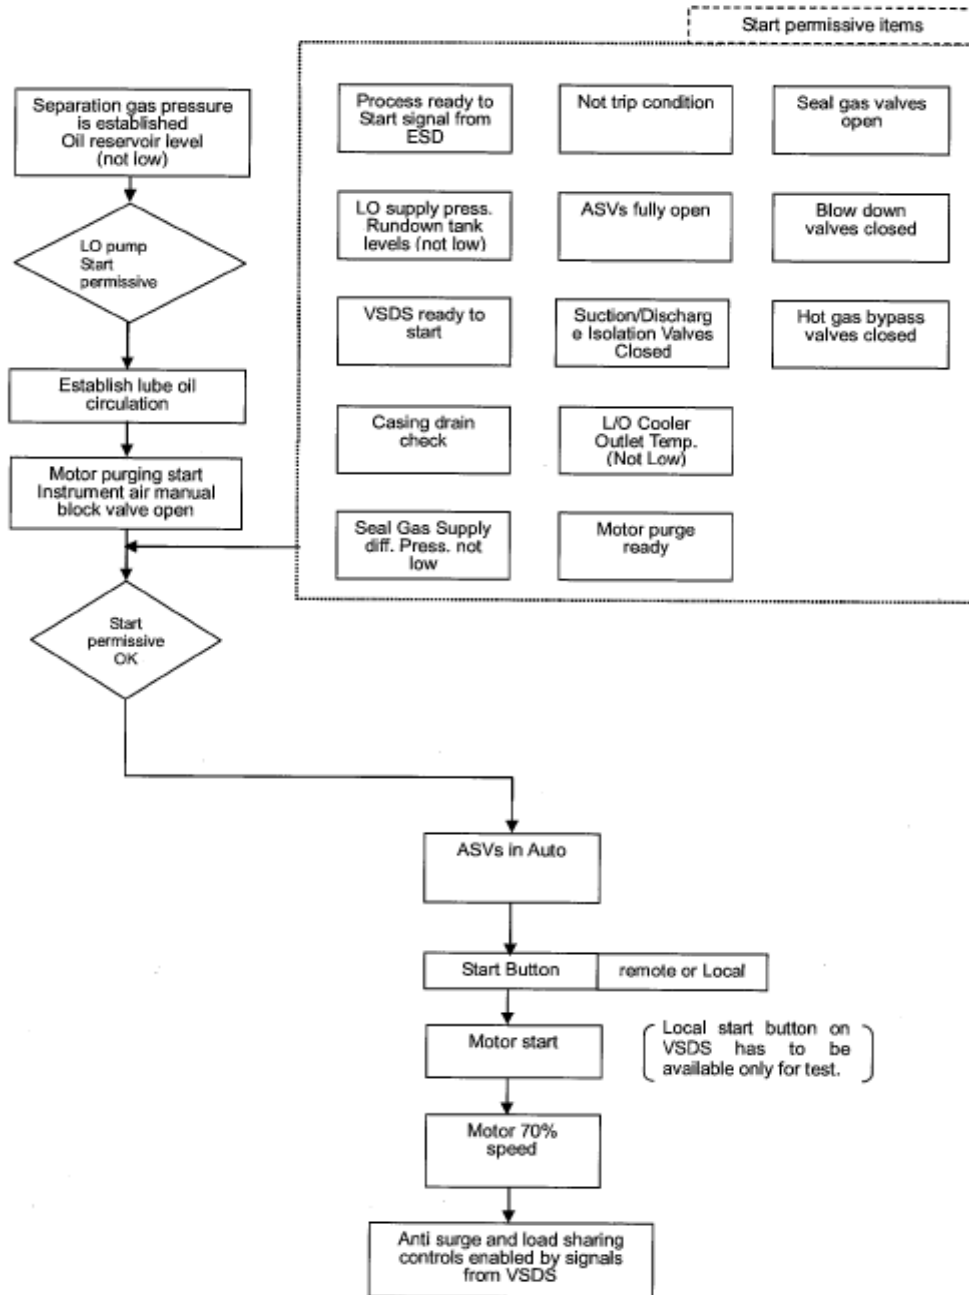 Start permissive items
Separation gas pressure
is established
Oil reservoir level
(not low)
LO pump
Start
permissive
Establish lube oil
circulation
Motor purging start
Instrument air manual
block valve open
Start
permissive
OK
Process ready to
Start signal from
ESD
Not trip condition
Seal gas valves
open
LO supply press.
Rundown tank
levels (not low)
ASVs fully open
Blow down
valves closed
VSDS ready to
start
Suction/Discharg
e Isolation Valves
Closed
Hot gas bypass
valves closed
Casing drain
check
L/O Cooler
Outlet Temp.
(Not Low)
Seal Gas Supply
diff. Press. not
low
Motor purge
ready
ASVs in Auto
Start Button
remote or Local
Motor start
Local start button on
VSDS has to be
available only for test.
Motor 70%
speed
Anti surge and load sharing
controls enabled by signals
from VSDS